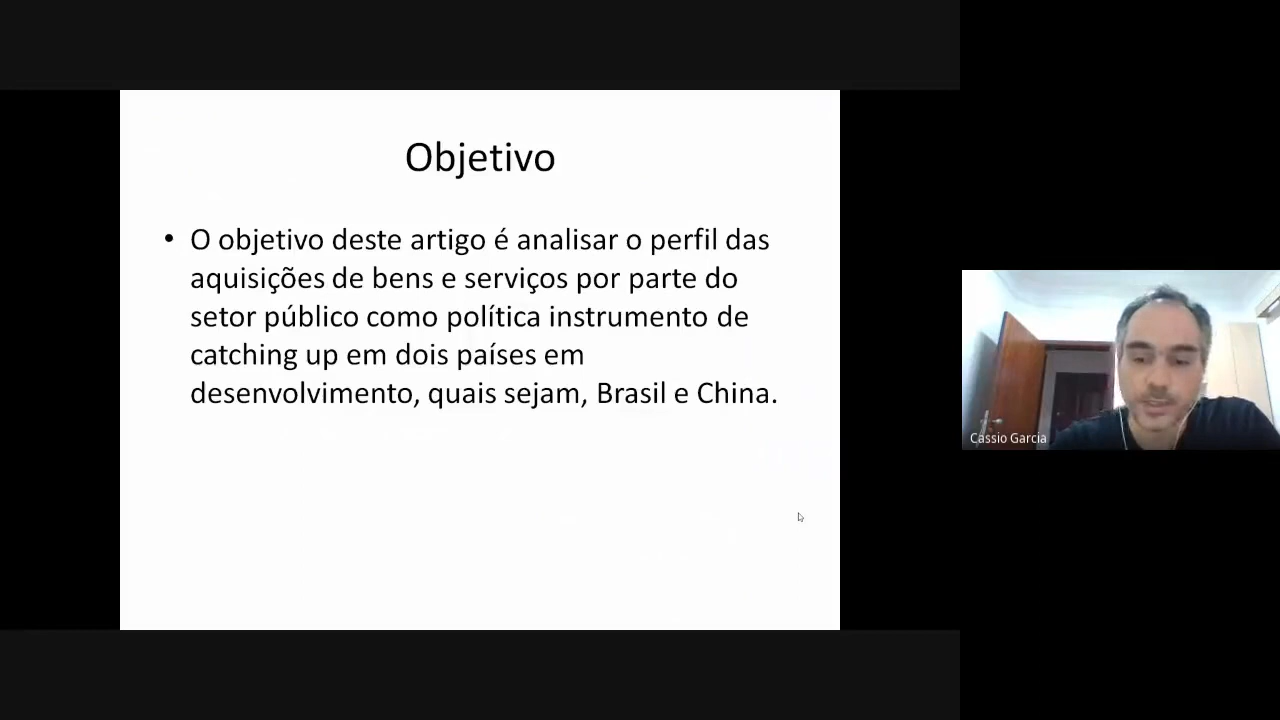 Objetivo
• O objetivo deste artigo é analisar o perfil das
aquisições de bens e serviços por parte do
setor público como política instrumento de
catching up em dois países em
desenvolvimento, quais sejam, Brasil e China.
Cassio Garcia